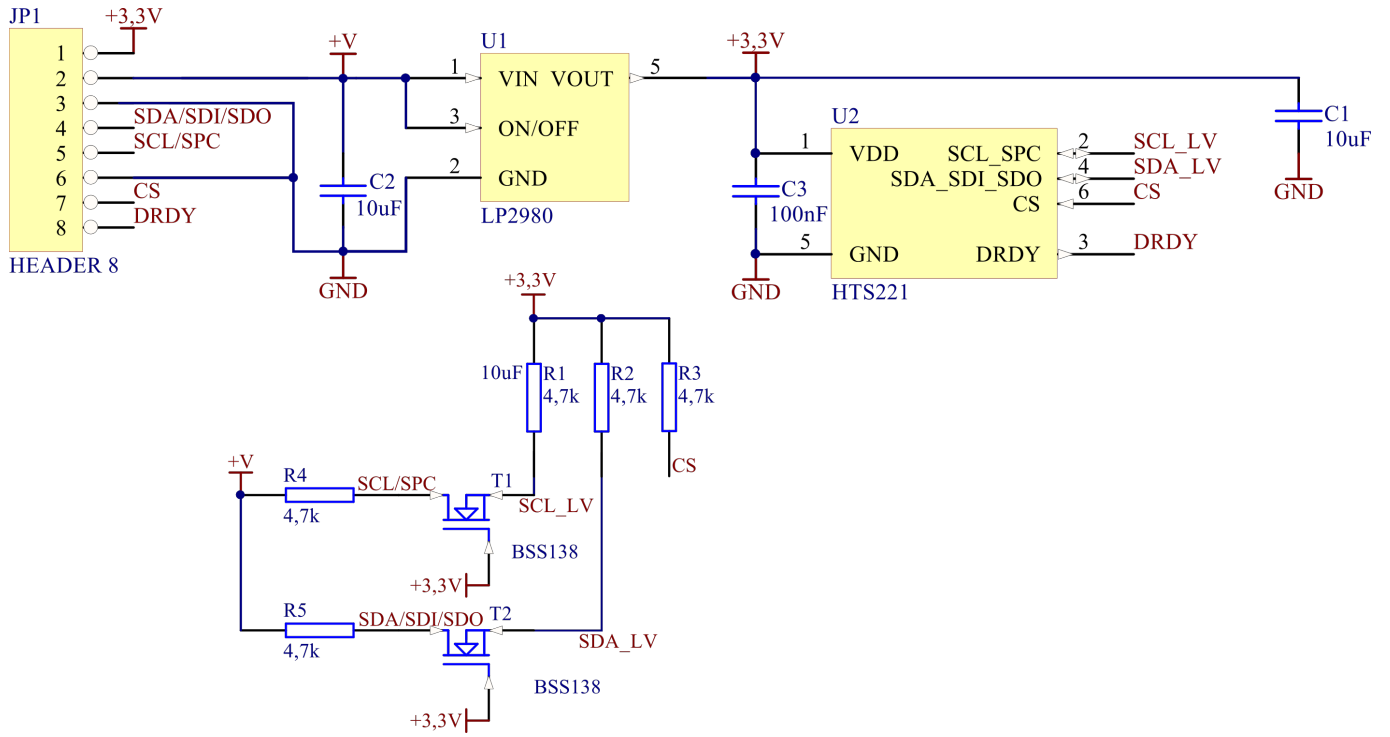 JP1
+3,3V
1
2
3
4
5
6
7
8
SDA/SDI/SDO
SCL/SPC
CS
DRDY
HEADER 8
+V
C2
10uF
GND
U1
1
VIN VOUT
5
3
ON/OFF
2
GND
LP2980
+3,3V
C3
100nF
GND
U2
1
VDD
SCL_SPC
2
SCL_LV
SDA_SDI_SDO
4
SDA_LV
CS
6
CS
5
GND
DRDY
3
DRDY
HTS221
C1
10uF
GND
+3,3V
10uF
R1
4,7k
R2
4,7k
R3
4,7k
CS
+V
R4
4,7k
SCL/SPC
T1
SCL_LV
BSS138
+3,3V
R5
4,7k
SDA/SDI/SDO
T2
SDA_LV
BSS138
+3,3V